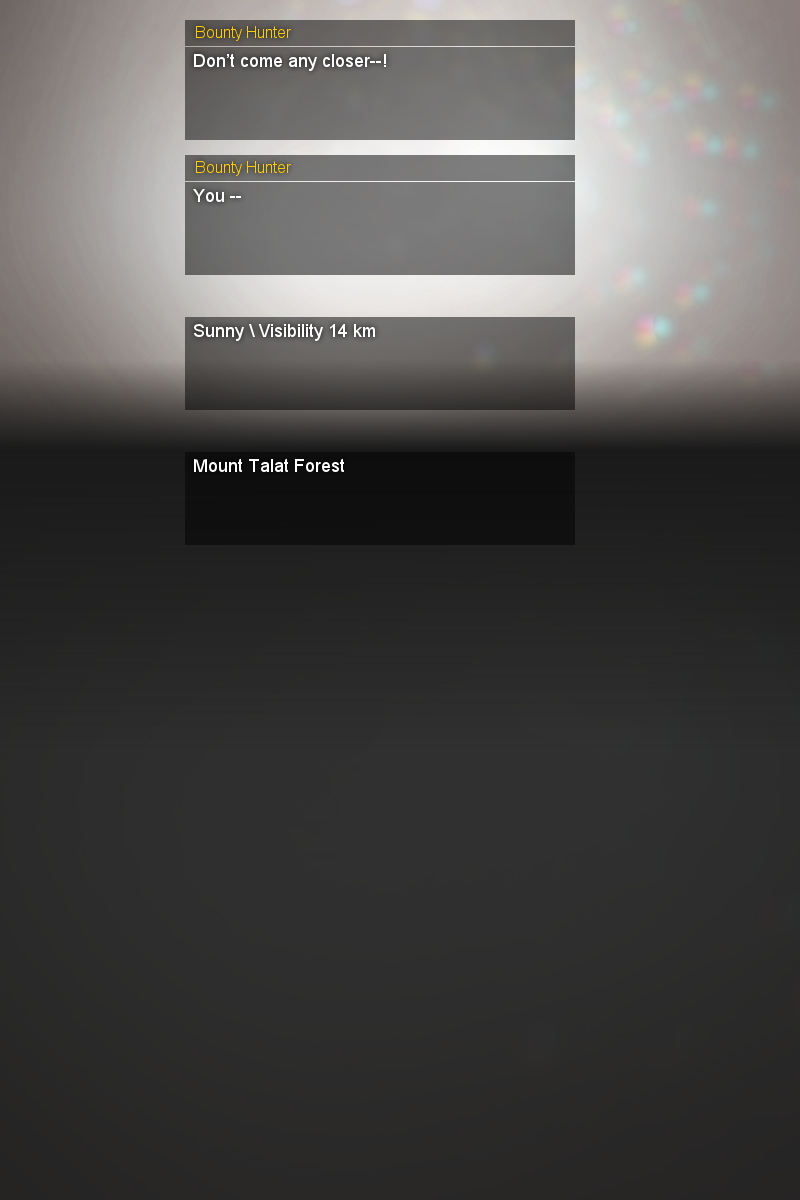 Bounty Hunter
Don't come any closer--!
Bounty Hunter
You --
Sunny \ Visibility 14 km
Mount Talat Forest